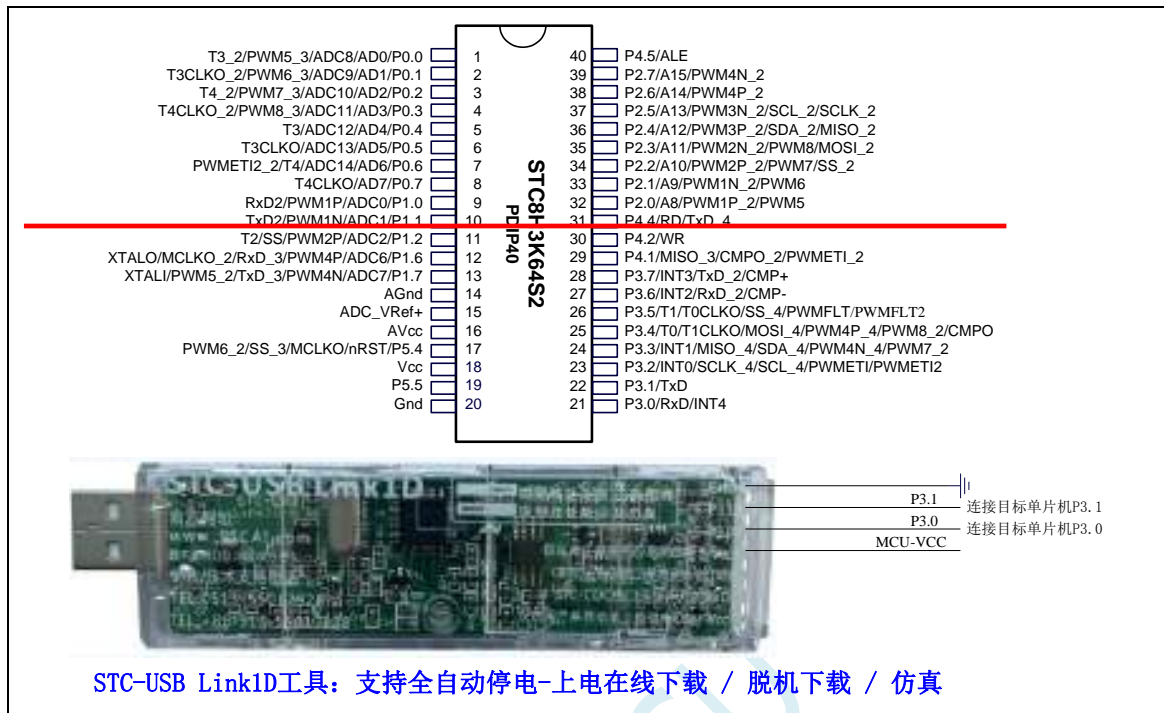 T3_2/PWM5_3/ADC8/AD0/P0.0 1 40 P4.5/ALE
T3CLKO_2/PWM6_3/ADC9/AD1/P0.1 2 39 P2.7/A15/PWM4N_2
T4_2/PWM7_3/ADC10/AD2/P0.2 3 38 P2.6/A14/PWM4P_2
T4CLKO_2/PWM8_3/ADC11/AD3/P0.3 4 37 P2.5/A13/PWM3N_2/SCL_2/SCLK_2
T3/ADC12/AD4/P0.4 5 36 P2.4/A12/PWM3P_2/SDA_2/MISO_2
T3CLKO/ADC13/AD5/P0.5 6 35 P2.3/A11/PWM2N_2/PWM8/MOSI_2
PWMETI2_2/T4/ADC14/AD6/P0.6 7 34 P2.2/A10/PWM2P_2/PWM7/SS_2
T4CLKO/AD7/P0.7 8 33 P2.1/A9/PWM1N_2/PWM6
RxD2/PWM1P/ADC0/P1.0 9 32 P2.0/A8/PWM1P_2/PWM5
TxD2/PWM1N/ADC1/P1.1 10 31 P4.4/RD/TxD_4
T2/SS/PWM2P/ADC2/P1.2 11 30 P4.2/WR
XTALO/MCLKO_2/RxD_3/PWM4P/ADC6/P1.6 12 29 P4.1/MISO_3/CMPO_2/PWMETI_2
XTALI/PWM5_2/TxD_3/PWM4N/ADC7/P1.7 13 28 P3.7/INT3/TxD_2/CMP+
AGnd 14 27 P3.6/INT2/RxD_2/CMP-
ADC_VRef+ 15 26 P3.5/T1/T0CLKO/SS_4/PWMFLT/PWMFLT2
AVcc 16 25 P3.4/T0/T1CLKO/MOSI_4/PWM4P_4/PWM8_2/CMPO
PWM6_2/SS_3/MCLKO/nRST/P5.4 17 24 P3.3/INT1/MISO_4/SDA_4/PWM4N_4/PWM7_2
Vcc 18 23 P3.2/INT0/SCLK_4/SCL_4/PWMETI/PWMETI2
P5.5 19 22 P3.1/TxD
Gnd 20 21 P3.0/RxD/INT4
STC8H3K64S2
PDIP40
STC-USB Link1D
P3.1 连接目标单片机P3.1
P3.0 连接目标单片机P3.0
MCU-VCC
STC-USB Link1D工具: 支持全自动停电-上电在线下载 / 脱机下载 / 仿真